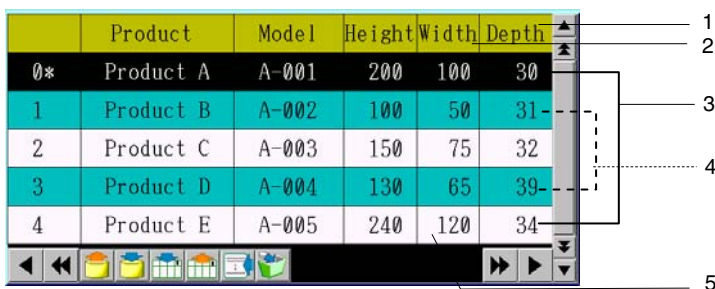 Product Model Height Width Depth
0* Product A A-001 200 100 30
1 Product B A-002 100 50 31
2 Product C A-003 150 75 32
3 Product D A-004 130 65 39
4 Product E A-005 240 120 34
1
2
3
4
5